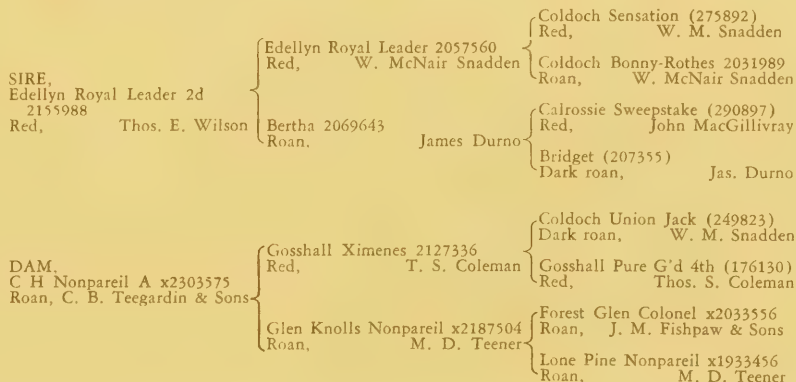 SIRE,
Edellyn Royal Leader 2d
2155988
Red, Thos. E. Wilson
Edellyn Royal Leader 2057560
Red, W. McNair Snadden
Coldoch Sensation (275892)
Red, W. M. Snadden
Coldoch Bonny-Rothes 2031989
Roan, W. McNair Snadden
Bertha 2069643
Roan. James Durno
Calrossie Sweepstake (290897)
Red, John MacGillivray
Bridget (207355)
Dark roan, Jas. Durno
DAM,
C H Nonpareil A x2303575
Roan, C. B. Teegardin & Sons
Gosshall Ximenes 2127336
Red, T. S. Coleman
Coldoch Union Jack (249823)
Dark roan, W. M. Snadden
Gosshall Pure G'd 4th (176130)
Red, Thos. S. Coleman
Glen Knolls Nonpareil x2187504
Roan, M. D. Teener
Forest Glen Colonel x2033556
Roan, J. M. Fishpaw & Sons
Lone Pine Nonpareil x1933456
Roan, M. D. Teener